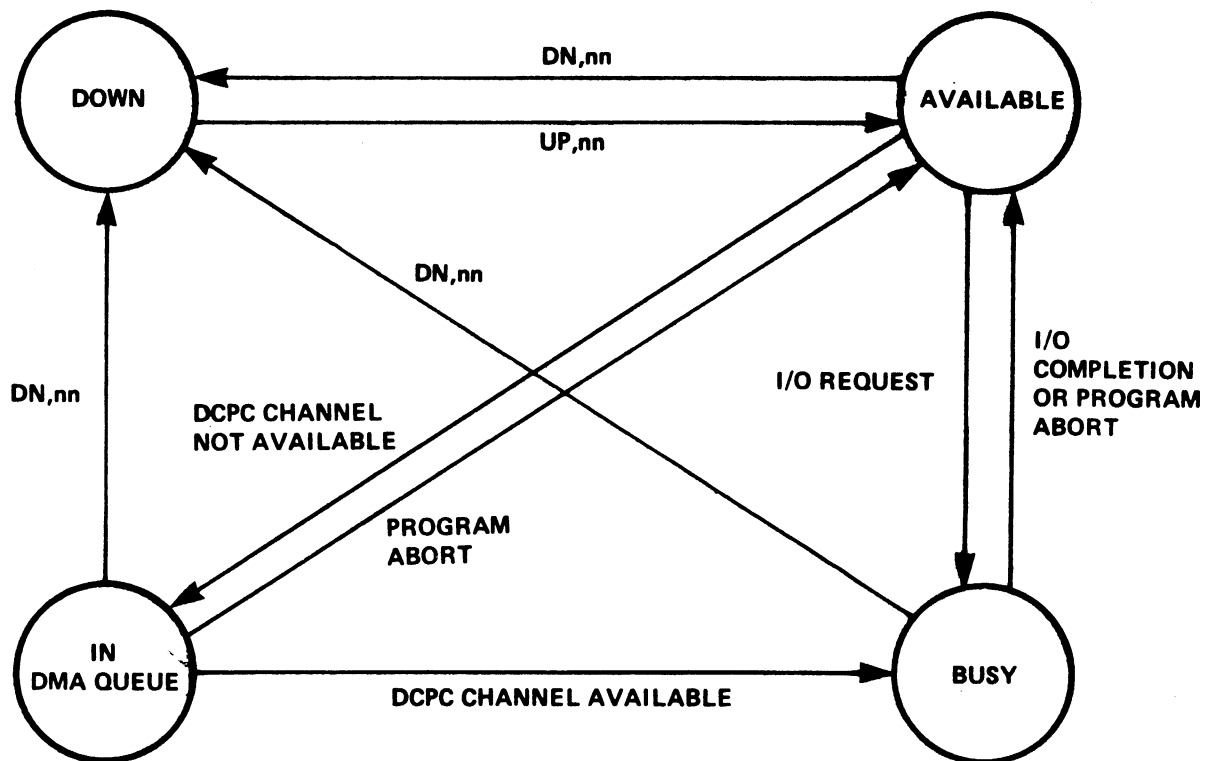 DN,nn
DOWN
AVAILABLE
UP,nn
DN,nn
I/O
COMPLETION
OR PROGRAM
ABORT
I/O REQUEST
DN,nn
DCPC CHANNEL
NOT AVAILABLE
PROGRAM
ABORT
IN
DMA QUEUE
BUSY
DCPC CHANNEL AVAILABLE